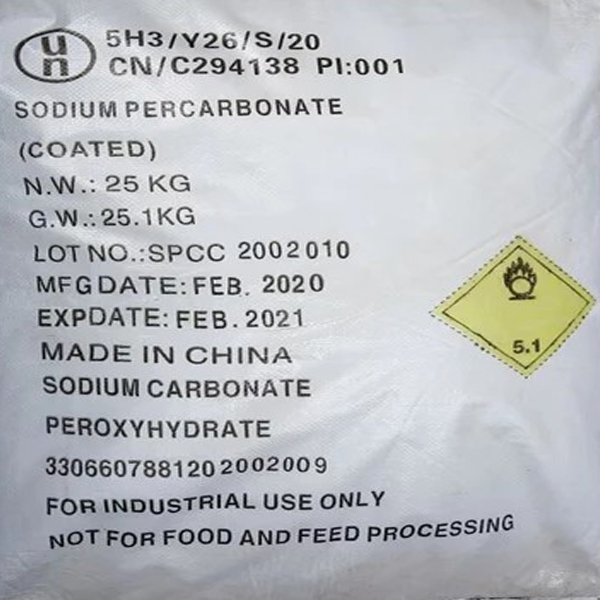 un
5H3/Y26/S/20
CN/C294138 PI:001
SODIUM PERCARBONATE
(COATED)
N.W.: 25 KG
G.W.: 25.1KG
LOT NO.:SPCC 2002010
MFG DATE: FEB. 2020
EXPDATE: FEB. 2021
MADE IN CHINA
SODIUM CARBONATE
PEROXYHYDRATE
330660788120 2002009
FOR INDUSTRIAL USE ONLY
NOT FOR FOOD AND FEED PROCESSING
5.1